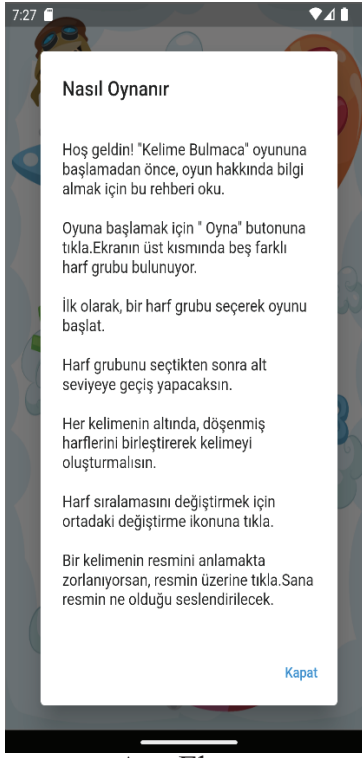 7:27
Nasıl Oynanır
Hoş geldin! "Kelime Bulmaca" oyununa
başlamadan önce, oyun hakkında bilgi
almak için bu rehberi oku.
Oyuna başlamak için " Oyna" butonuna
tıkla.Ekranın üst kısmında beş farklı
harf grubu bulunuyor.
İlk olarak, bir harf grubu seçerek oyunu
başlat.
Harf grubunu seçtikten sonra alt
seviyeye geçiş yapacaksın.
Her kelimenin altında, döşenmiş
harflerini birleştirerek kelimeyi
oluşturmalısın.
Harf sıralamasını değiştirmek için
ortadaki değiştirme ikonuna tıkla.
Bir kelimenin resmini anlamakta
zorlanıyorsan, resmin üzerine tıkla.Sana
resmin ne olduğu seslendirilecek.
Kapat